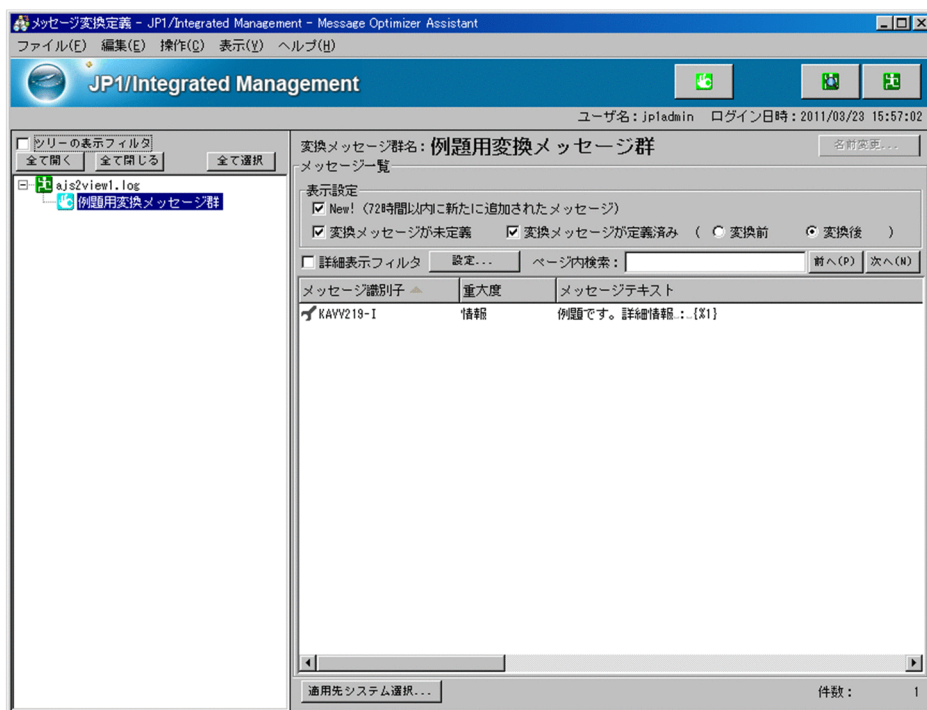 メッセージ変換定義 - JP1/Integrated Management - Message Optimizer Assistant
ファイル(F) 編集(E) 操作(C) 表示(V) ヘルプ(H)
JP1/Integrated Management
ユーザ名：jp1admin ログイン日時：2011/03/23 15:57:02
ツリーの表示フィルタ
全て開く 全て閉じる 全て選択
ajs2view1.log
例題用変換メッセージ群
変換メッセージ群名：例題用変換メッセージ群 名前変更...
メッセージ一覧
表示設定
New!（72時間以内に新たに追加されたメッセージ）
変換メッセージが未定義 変換メッセージが定義済み （ 変換前 変換後 ）
詳細表示フィルタ 設定... ページ内検索： 前へ(P) 次へ(N)
メッセージ識別子 重大度 メッセージテキスト
KAVV219-I 情報 例題です。詳細情報 : {%1}
適用先システム選択... 件数： 1